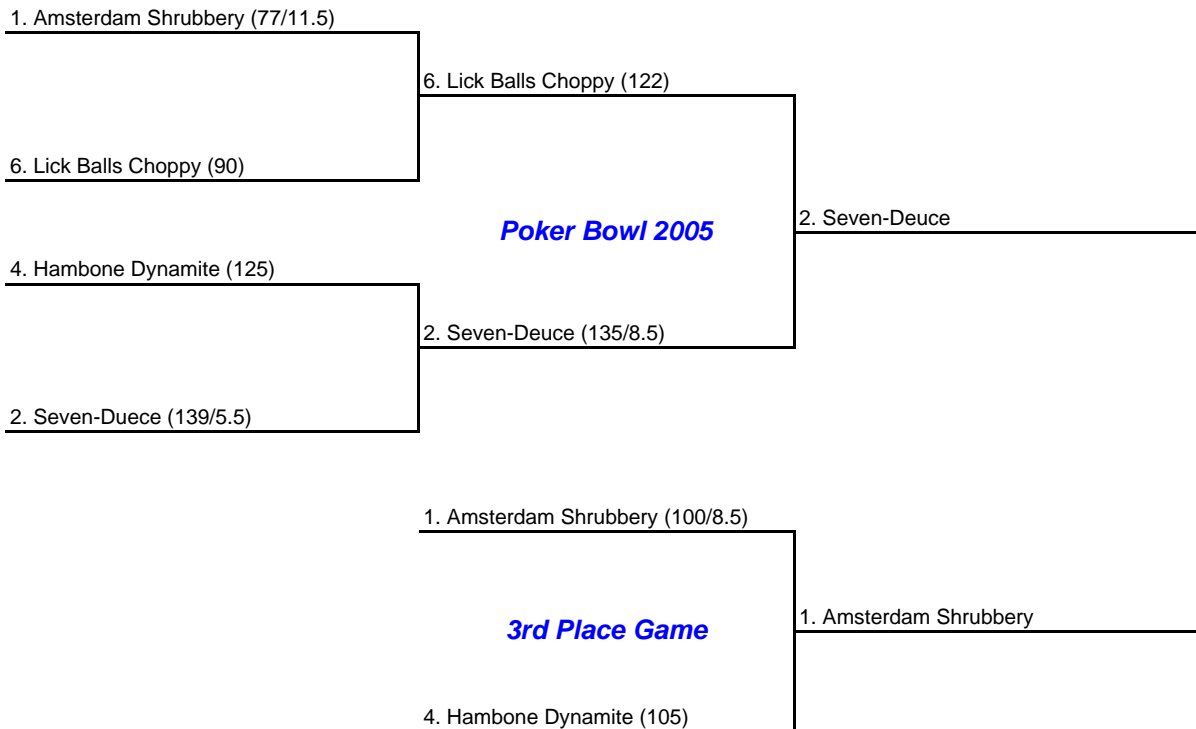 1. Amsterdam Shrubbery (77/11.5)
6. Lick Balls Choppy (122)
6. Lick Balls Choppy (90)
Poker Bowl 2005
2. Seven-Deuce
4. Hambone Dynamite (125)
2. Seven-Deuce (135/8.5)
2. Seven-Duece (139/5.5)
1. Amsterdam Shrubbery (100/8.5)
3rd Place Game
1. Amsterdam Shrubbery
4. Hambone Dynamite (105)